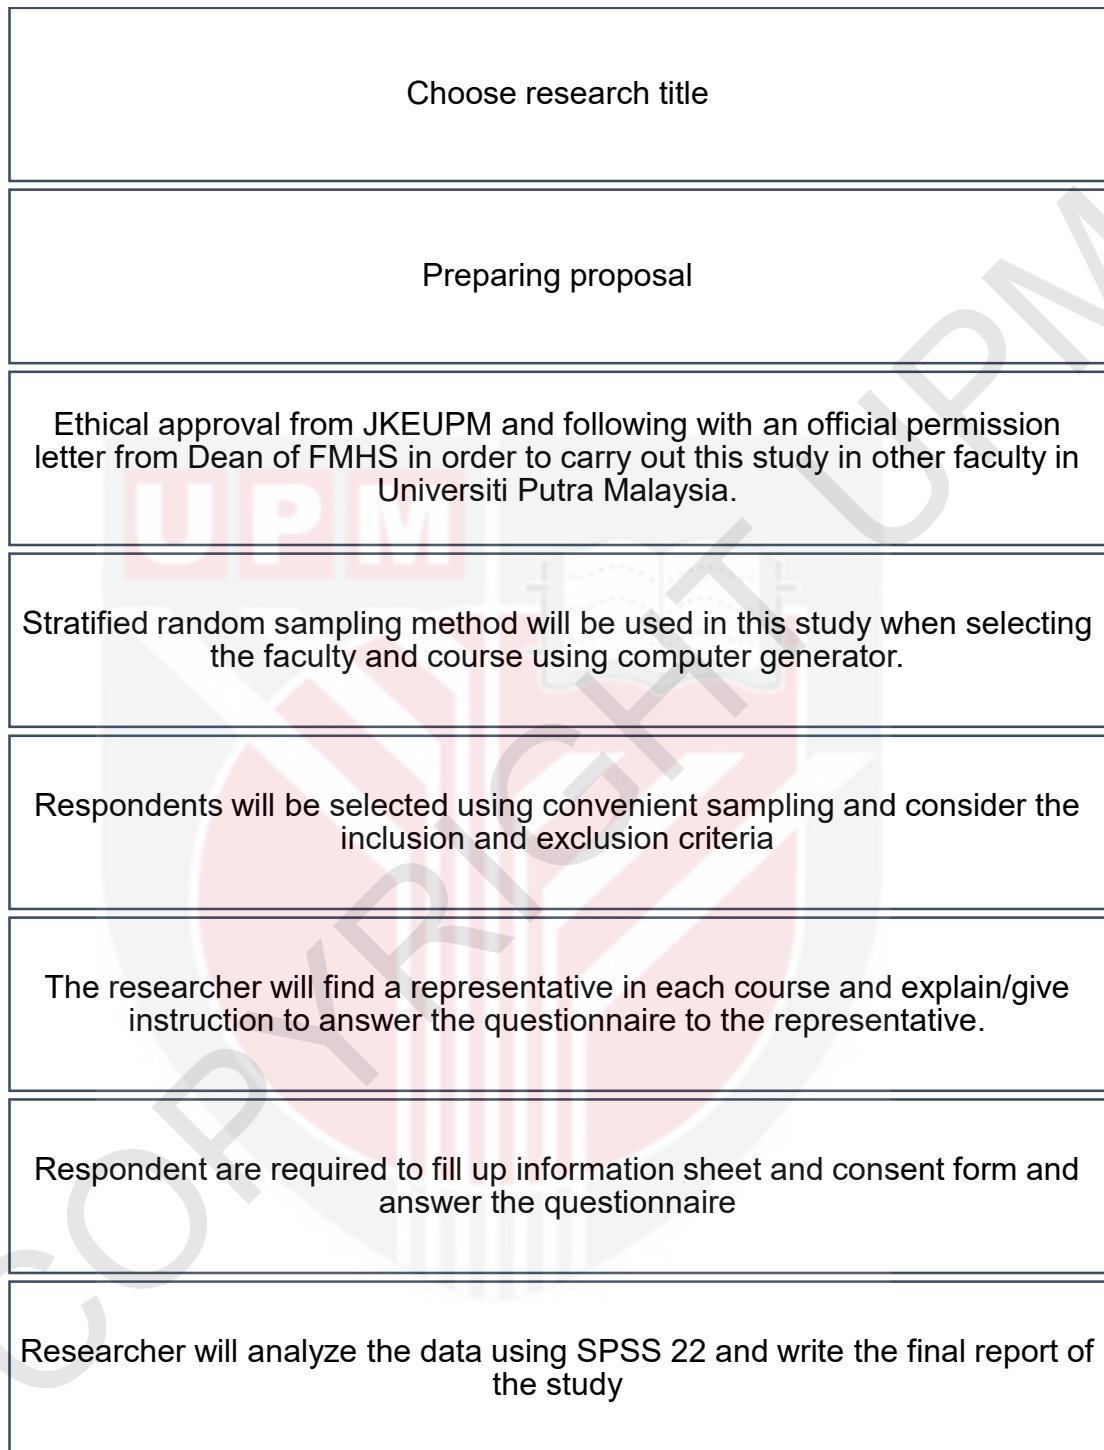 Choose research title
Preparing proposal
Ethical approval from JKEUPM and following with an official permission
letter from Dean of FMHS in order to carry out this study in other faculty in
Universiti Putra Malaysia.
UPM
Stratified random sampling method will be used in this study when selecting
the faculty and course using computer generator.
Respondents will be selected using convenient sampling and consider the
inclusion and exclusion criteria
The researcher will find a representative in each course and explain/give
instruction to answer the questionnaire to the representative.
Respondent are required to fill up information sheet and consent form and
answer the questionnaire
Researcher will analyze the data using SPSS 22 and write the final report of
the study
COPYRIGHT UPM